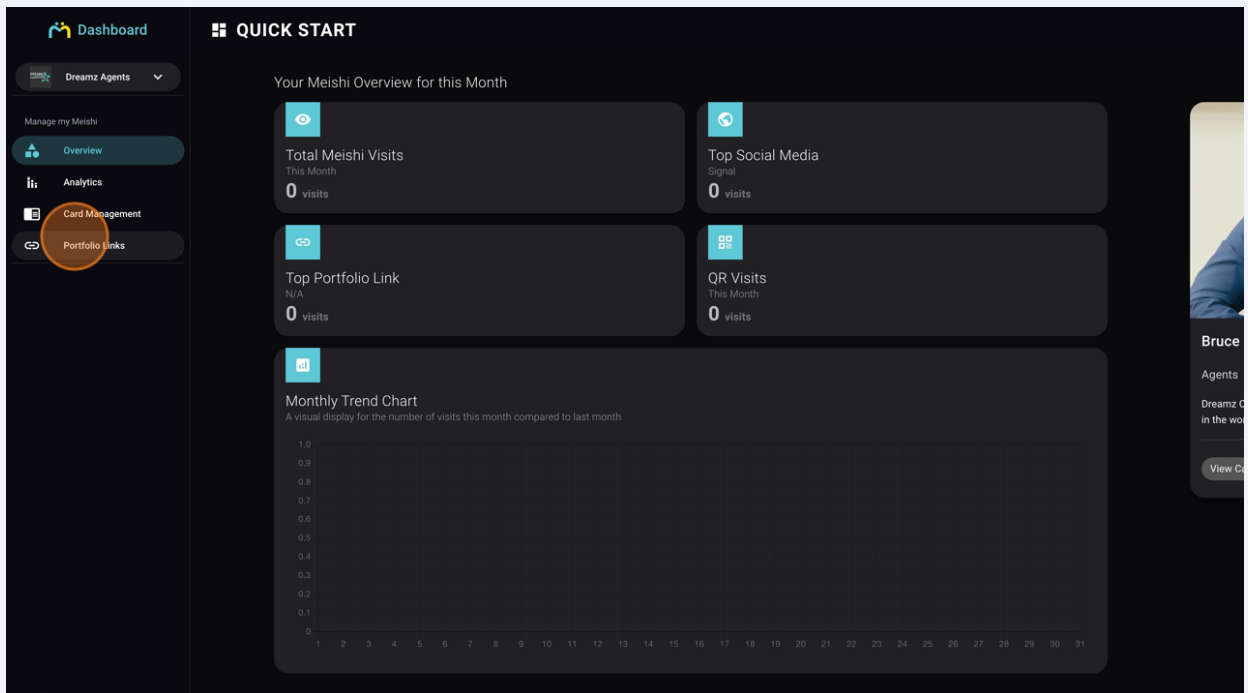 Dashboard
QUICK START
Dreamz Agents
Manage my Meishi
Overview
Analytics
Card Management
Portfolio Links
Your Meishi Overview for this Month
Total Meishi Visits
This Month
0 visits
Top Social Media
Signal
0 visits
Top Portfolio Link
N/A
0 visits
QR Visits
This Month
0 visits
Monthly Trend Chart
A visual display for the number of visits this month compared to last month
1.0
0.9
0.8
0.7
0.6
0.5
0.4
0.3
0.2
0.1
0
1 2 3 4 5 6 7 8 9 10 11 12 13 14 15 16 17 18 19 20 21 22 23 24 25 26 27 28 29 30 31
Bruce
Agents
Dreamz
in the
View